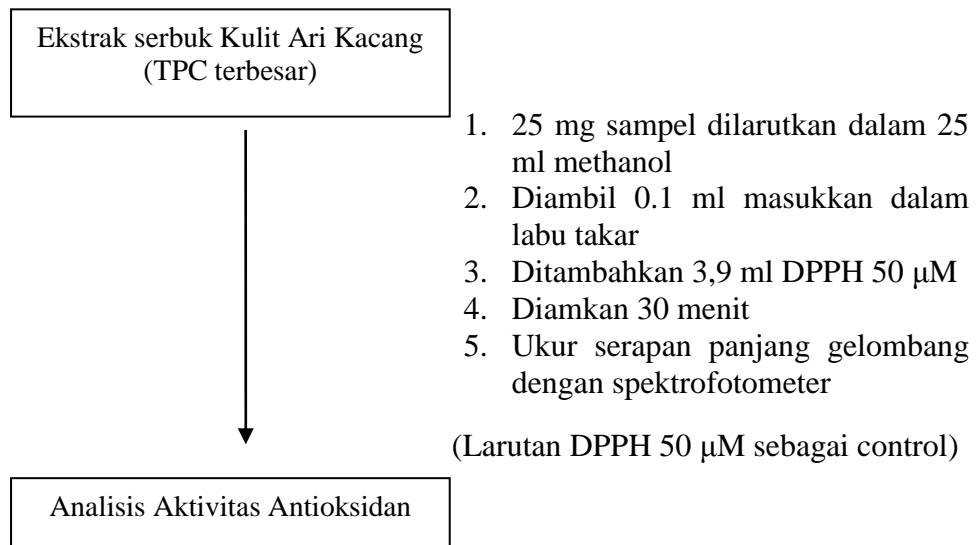 Ekstrak serbuk Kulit Ari Kacang
(TPC terbesar)
1. 25 mg sampel dilarutkan dalam 25
ml methanol
2. Diambil 0.1 ml masukkan dalam
labu takar
3. Ditambahkan 3,9 ml DPPH 50 μM
4. Diamkan 30 menit
5. Ukur serapan panjang gelombang
dengan spektrofotometer
(Larutan DPPH 50 μM sebagai control)
Analisis Aktivitas Antioksidan